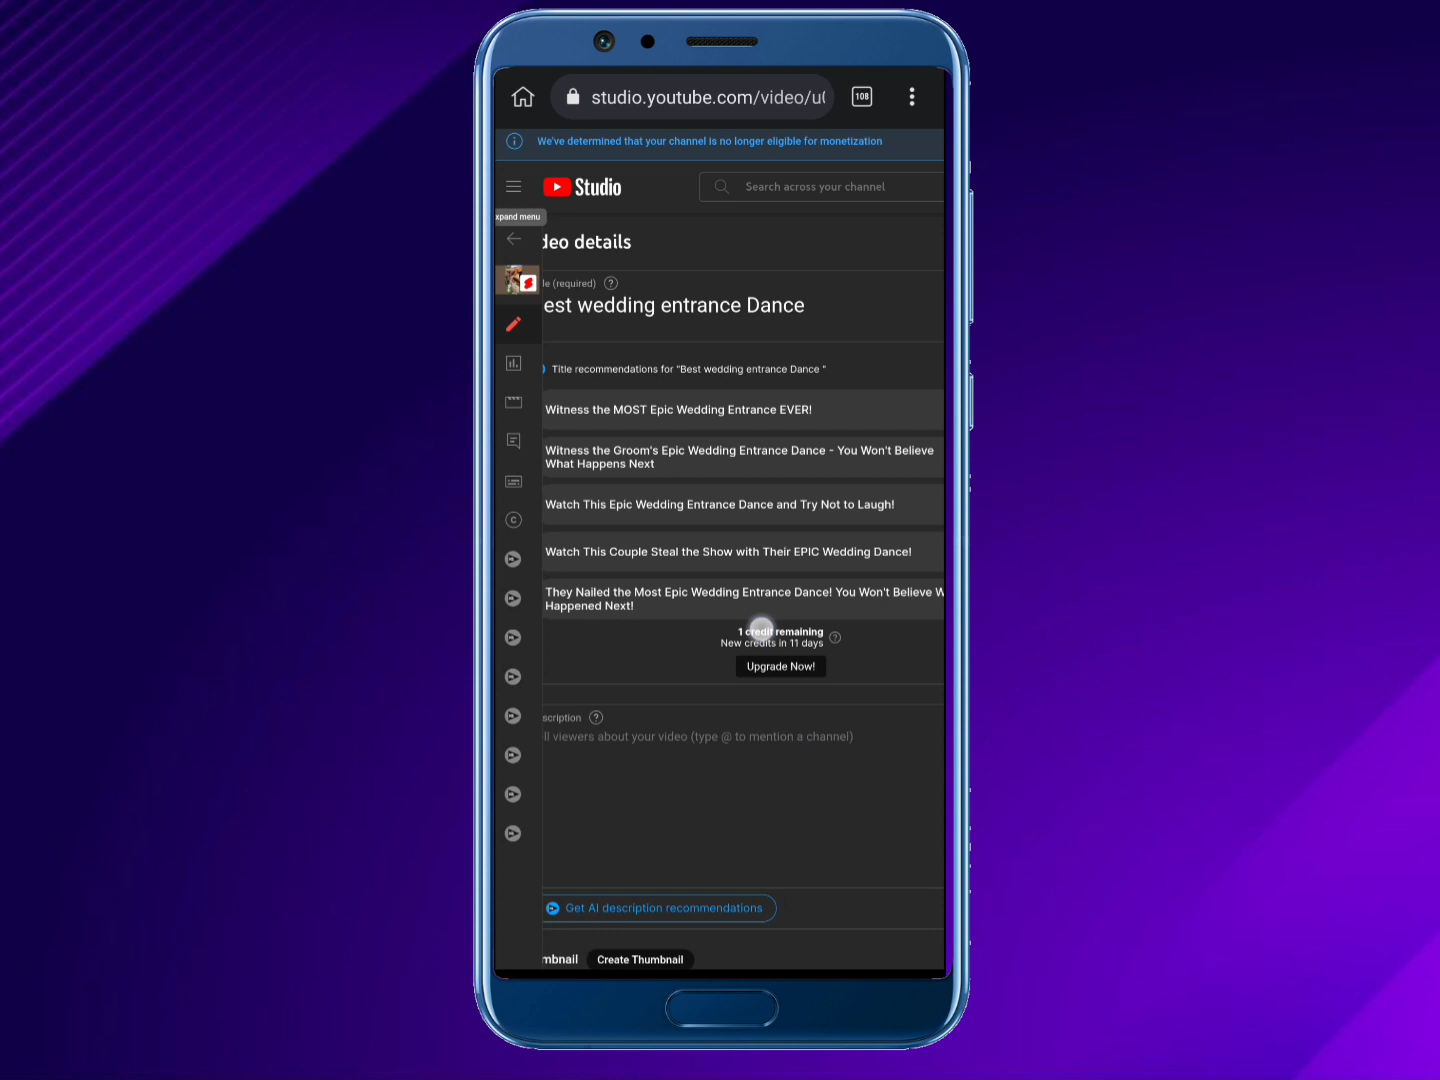 studio.youtube.com/video/u(
108
We've determined that your channel is no longer eligible for monetization
Studio
Search across your channel
xpand menu
deo details
le (required) ?
est wedding entrance Dance
Title recommendations for "Best wedding entrance Dance "
Witness the MOST Epic Wedding Entrance EVER!
Witness the Groom's Epic Wedding Entrance Dance - You Won't Believe
What Happens Next
Watch This Epic Wedding Entrance Dance and Try Not to Laugh!
Watch This Couple Steal the Show with Their EPIC Wedding Dance!
They Nailed the Most Epic Wedding Entrance Dance! You Won't Believe W
Happened Next!
1 credit remaining
New credits in 11 days ?
Upgrade Now!
scription ?
ll viewers about your video (type @ to mention a channel)
Get AI description recommendations
mbnail Create Thumbnail